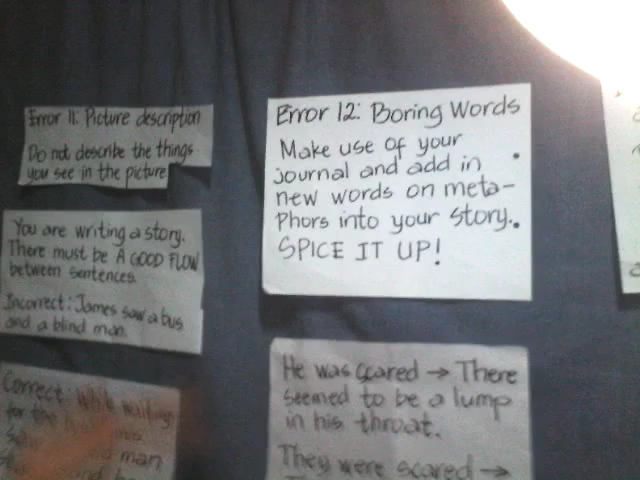 Error 11: Picture description
Do not describe the things
you see in the picture
You are writing a story.
There must be A GOOD FLOW
between sentences.
Incorrect: James saw a bus
and a blind man.
Correct: While waiting
for the
man
Error 12: Boring Words
Make use of your
journal and add in
new words on meta-
phors into your story..
SPICE IT UP!
He was scared → There
seemed to be a lump
in his throat.
They were scared →